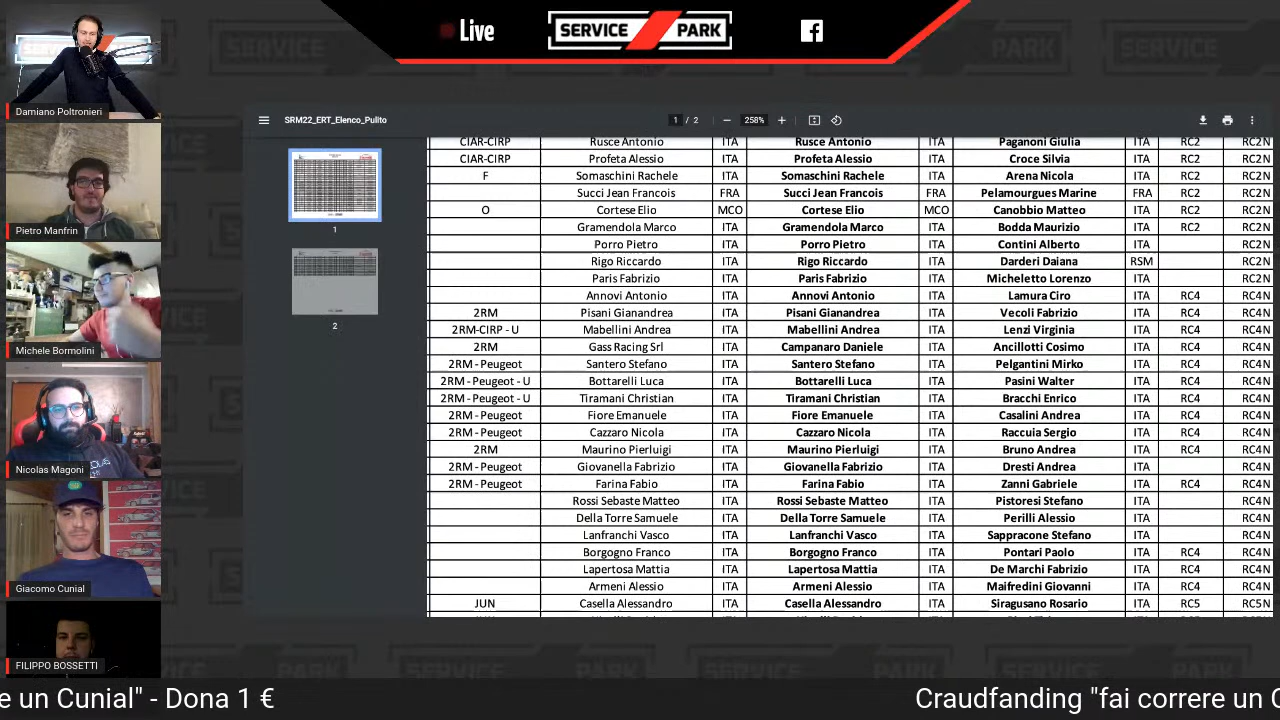 Live
SERVICE PARK
Damiano Poltronieri
Pietro Manfrin
Michele Bormolini
Nicolas Magoni
Giacomo Cunial
FILIPPO BOSSETTI
SRM22_ERT_Elenco_Pulito
1 / 2
258%
1
2
CIAR-CIRP Rusce Antonio ITA Rusce Antonio ITA Paganoni Giulia ITA RC2 RC2N
CIAR-CIRP Profeta Alessio ITA Profeta Alessio ITA Croce Silvia ITA RC2 RC2N
F Somaschini Rachele ITA Somaschini Rachele ITA Arena Nicola ITA RC2 RC2N
Succi Jean Francois FRA Succi Jean Francois FRA Pelamourgues Marine FRA RC2 RC2N
O Cortese Elio MCO Cortese Elio MCO Canobbio Matteo ITA RC2 RC2N
Gramendola Marco ITA Gramendola Marco ITA Bodda Maurizio ITA RC2 RC2N
Porro Pietro ITA Porro Pietro ITA Contini Alberto ITA RC2N
Rigo Riccardo ITA Rigo Riccardo ITA Darderi Daiana RSM RC2N
Paris Fabrizio ITA Paris Fabrizio ITA Micheletto Lorenzo ITA RC2N
Annovi Antonio ITA Annovi Antonio ITA Lamura Ciro ITA RC4 RC4N
2RM Pisani Gianandrea ITA Pisani Gianandrea ITA Vecoli Fabrizio ITA RC4 RC4N
2RM-CIRP - U Mabellini Andrea ITA Mabellini Andrea ITA Lenzi Virginia ITA RC4 RC4N
2RM Gass Racing Srl ITA Campanaro Daniele ITA Ancillotti Cosimo ITA RC4 RC4N
2RM - Peugeot Santero Stefano ITA Santero Stefano ITA Pelgantini Mirko ITA RC4 RC4N
2RM - Peugeot - U Bottarelli Luca ITA Bottarelli Luca ITA Pasini Walter ITA RC4 RC4N
2RM - Peugeot - U Tiramani Christian ITA Tiramani Christian ITA Bracchi Enrico ITA RC4 RC4N
2RM - Peugeot Fiore Emanuele ITA Fiore Emanuele ITA Casalini Andrea ITA RC4 RC4N
2RM - Peugeot Cazzaro Nicola ITA Cazzaro Nicola ITA Raccuia Sergio ITA RC4 RC4N
2RM Maurino Pierluigi ITA Maurino Pierluigi ITA Bruno Andrea ITA RC4 RC4N
2RM - Peugeot Giovanella Fabrizio ITA Giovanella Fabrizio ITA Dresti Andrea ITA RC4 RC4N
2RM - Peugeot Farina Fabio ITA Farina Fabio ITA Zanni Gabriele ITA RC4 RC4N
Rossi Sebaste Matteo ITA Rossi Sebaste Matteo ITA Pistoresi Stefano ITA RC4N
Della Torre Samuele ITA Della Torre Samuele ITA Perilli Alessio ITA RC4N
Lanfranchi Vasco ITA Lanfranchi Vasco ITA Sappracone Stefano ITA RC4N
Borgogno Franco ITA Borgogno Franco ITA Pontari Paolo ITA RC4 RC4N
Lapertosa Mattia ITA Lapertosa Mattia ITA De Marchi Fabrizio ITA RC4 RC4N
Armeni Alessio ITA Armeni Alessio ITA Maifredini Giovanni ITA RC4 RC4N
JUN Casella Alessandro ITA Casella Alessandro ITA Siragusano Rosario ITA RC5 RC5N
e un Cunial" - Dona 1 € Craudfanding "fai correre un C